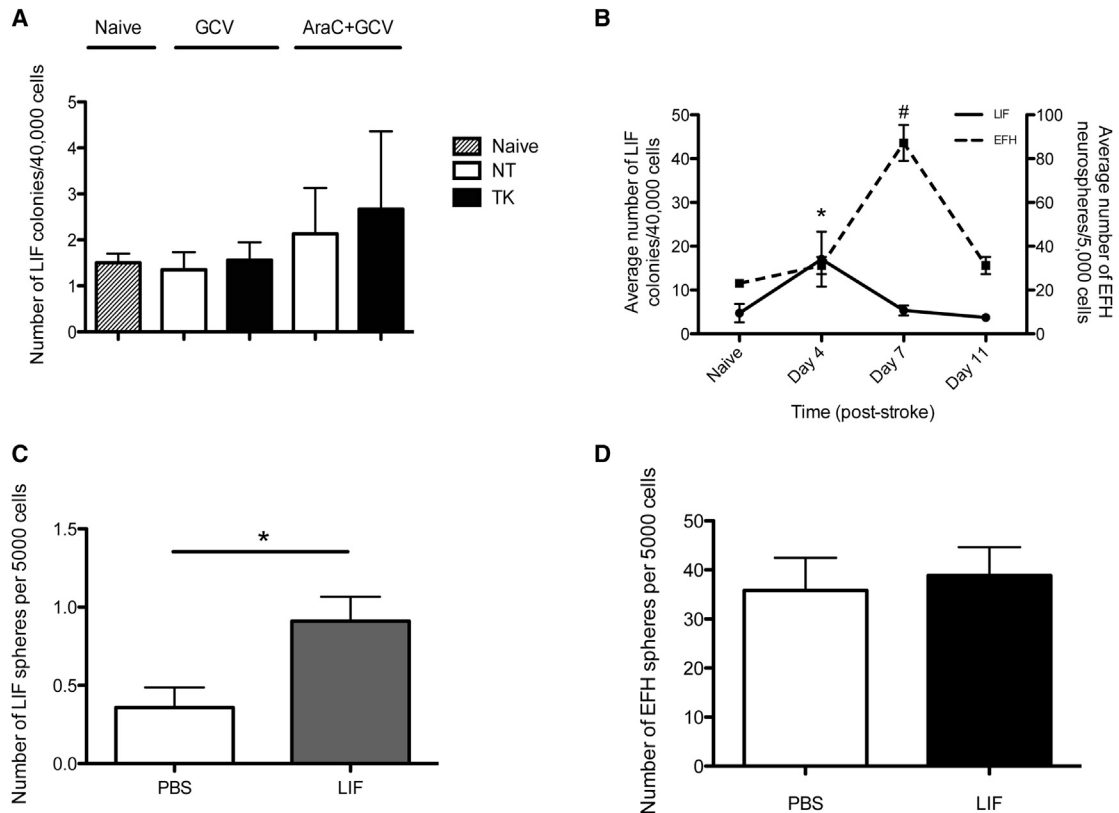 A
Naive GCV AraC+GCV
Number of LIF colonies/40,000 cells
5
4
3
2
1
0
Naive
NT
TK
B
Average number of LIF
colonies/40,000 cells
50
40
30
20
10
0
*
#
LIF
EFH
100
80
60
40
20
0
Average number of EFH
neurospheres/5,000 cells
Naive
Day 4
Day 7
Day 11
Time (post-stroke)
C
Number of LIF spheres per 5000 cells
1.5
1.0
0.5
0.0
*
PBS LIF
D
Number of EFH spheres per 5000 cells
50
40
30
20
10
0
PBS LIF